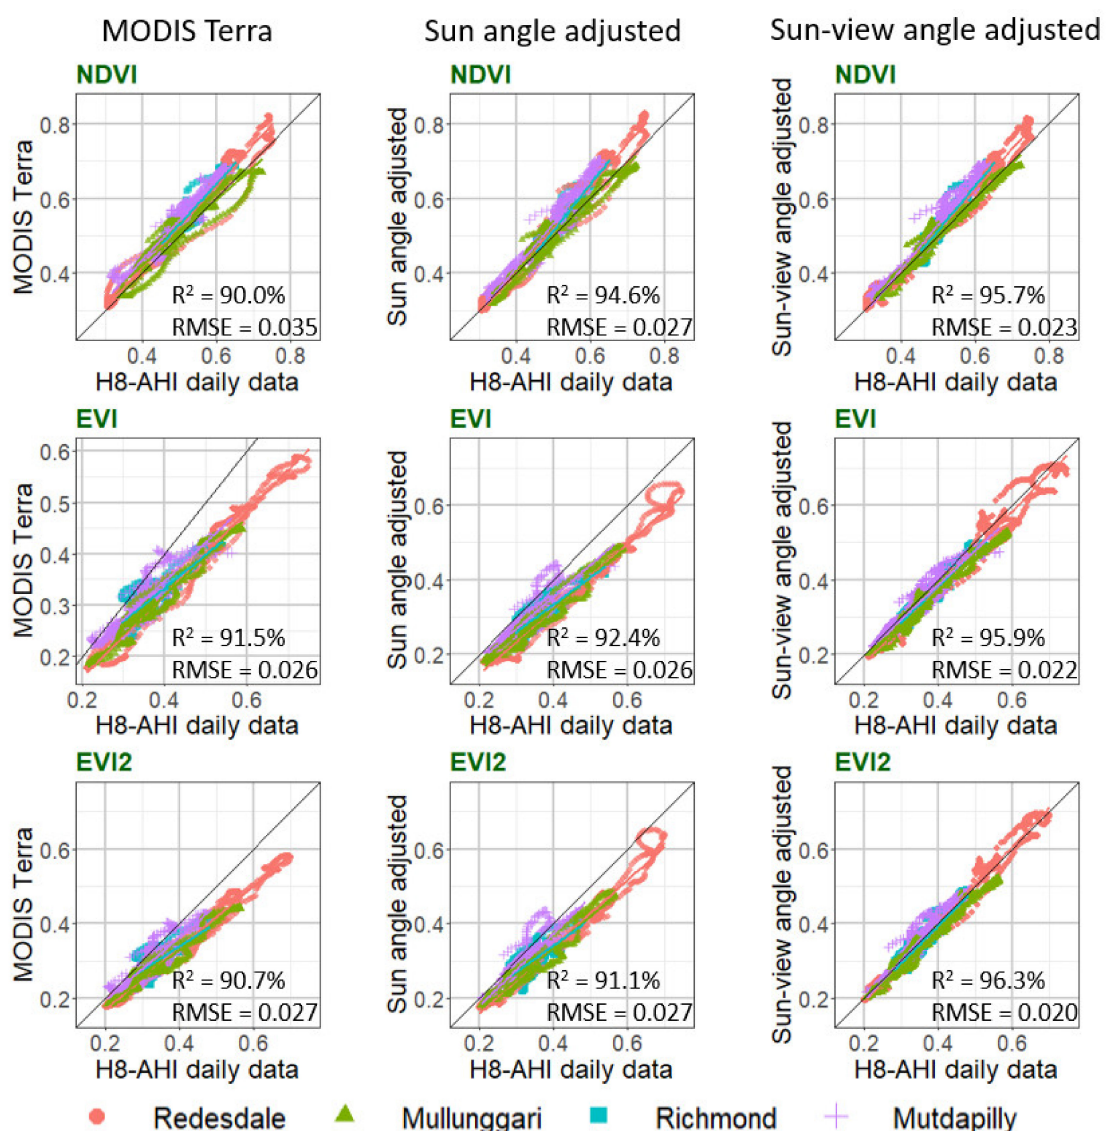 MODIS Terra Sun angle adjusted Sun-view angle adjusted
NDVI NDVI NDVI
MODIS Terra
0.8
0.6
0.4
R² = 90.0%
RMSE = 0.035
0.4 0.6 0.8
H8-AHI daily data
Sun angle adjusted
0.8
0.6
0.4
R² = 94.6%
RMSE = 0.027
0.4 0.6 0.8
H8-AHI daily data
Sun-view angle adjusted
0.8
0.6
0.4
R² = 95.7%
RMSE = 0.023
0.4 0.6 0.8
H8-AHI daily data
EVI EVI EVI
MODIS Terra
0.6
0.5
0.4
0.3
0.2
R² = 91.5%
RMSE = 0.026
0.2 0.4 0.6
H8-AHI daily data
Sun angle adjusted
0.6
0.4
0.2
R² = 92.4%
RMSE = 0.026
0.2 0.4 0.6
H8-AHI daily data
Sun-view angle adjusted
0.6
0.4
0.2
R² = 95.9%
RMSE = 0.022
0.2 0.4 0.6
H8-AHI daily data
EVI2 EVI2 EVI2
MODIS Terra
0.6
0.4
0.2
R² = 90.7%
RMSE = 0.027
0.2 0.4 0.6
H8-AHI daily data
Sun angle adjusted
0.6
0.4
0.2
R² = 91.1%
RMSE = 0.027
0.2 0.4 0.6
H8-AHI daily data
Sun-view angle adjusted
0.6
0.4
0.2
R² = 96.3%
RMSE = 0.020
0.2 0.4 0.6
H8-AHI daily data
Redesdale Mullunggari Richmond Mutdapilly